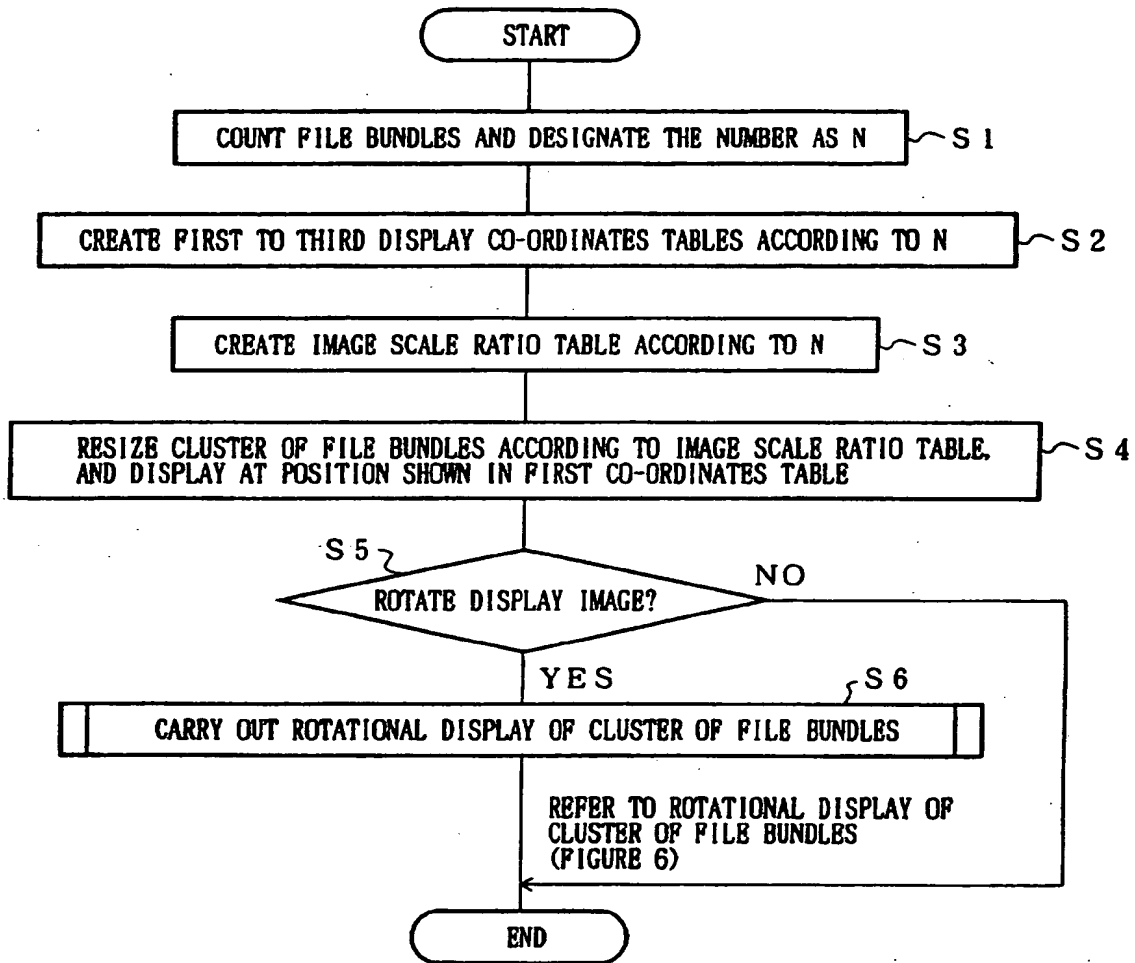 START
COUNT FILE BUNDLES AND DESIGNATE THE NUMBER AS N
S 1
CREATE FIRST TO THIRD DISPLAY CO-ORDINATES TABLES ACCORDING TO N
S 2
CREATE IMAGE SCALE RATIO TABLE ACCORDING TO N
S 3
RESIZE CLUSTER OF FILE BUNDLES ACCORDING TO IMAGE SCALE RATIO TABLE,
AND DISPLAY AT POSITION SHOWN IN FIRST CO-ORDINATES TABLE
S 4
S 5
ROTATE DISPLAY IMAGE?
NO
YES
S 6
CARRY OUT ROTATIONAL DISPLAY OF CLUSTER OF FILE BUNDLES
REFER TO ROTATIONAL DISPLAY OF
CLUSTER OF FILE BUNDLES
(FIGURE 6)
END